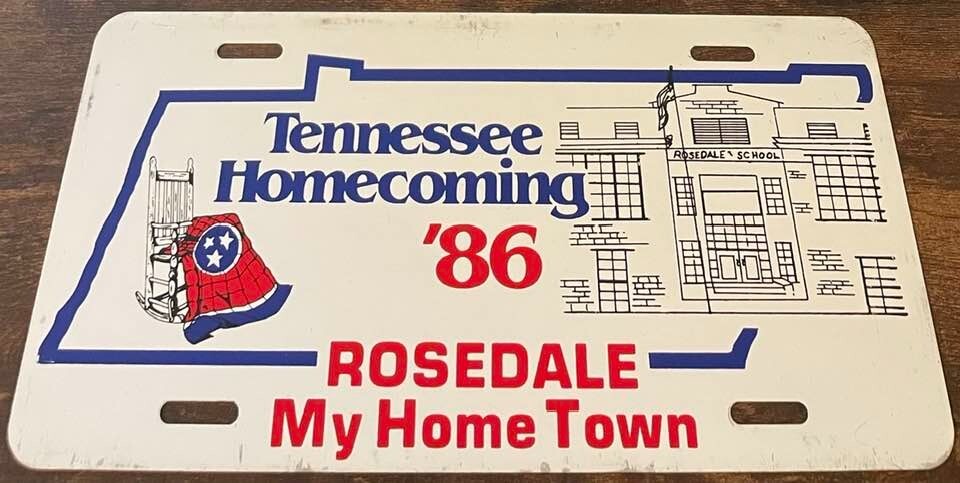 Tennessee
Homecoming
'86
ROSEDALE SCHOOL
ROSEDALE
My Home Town